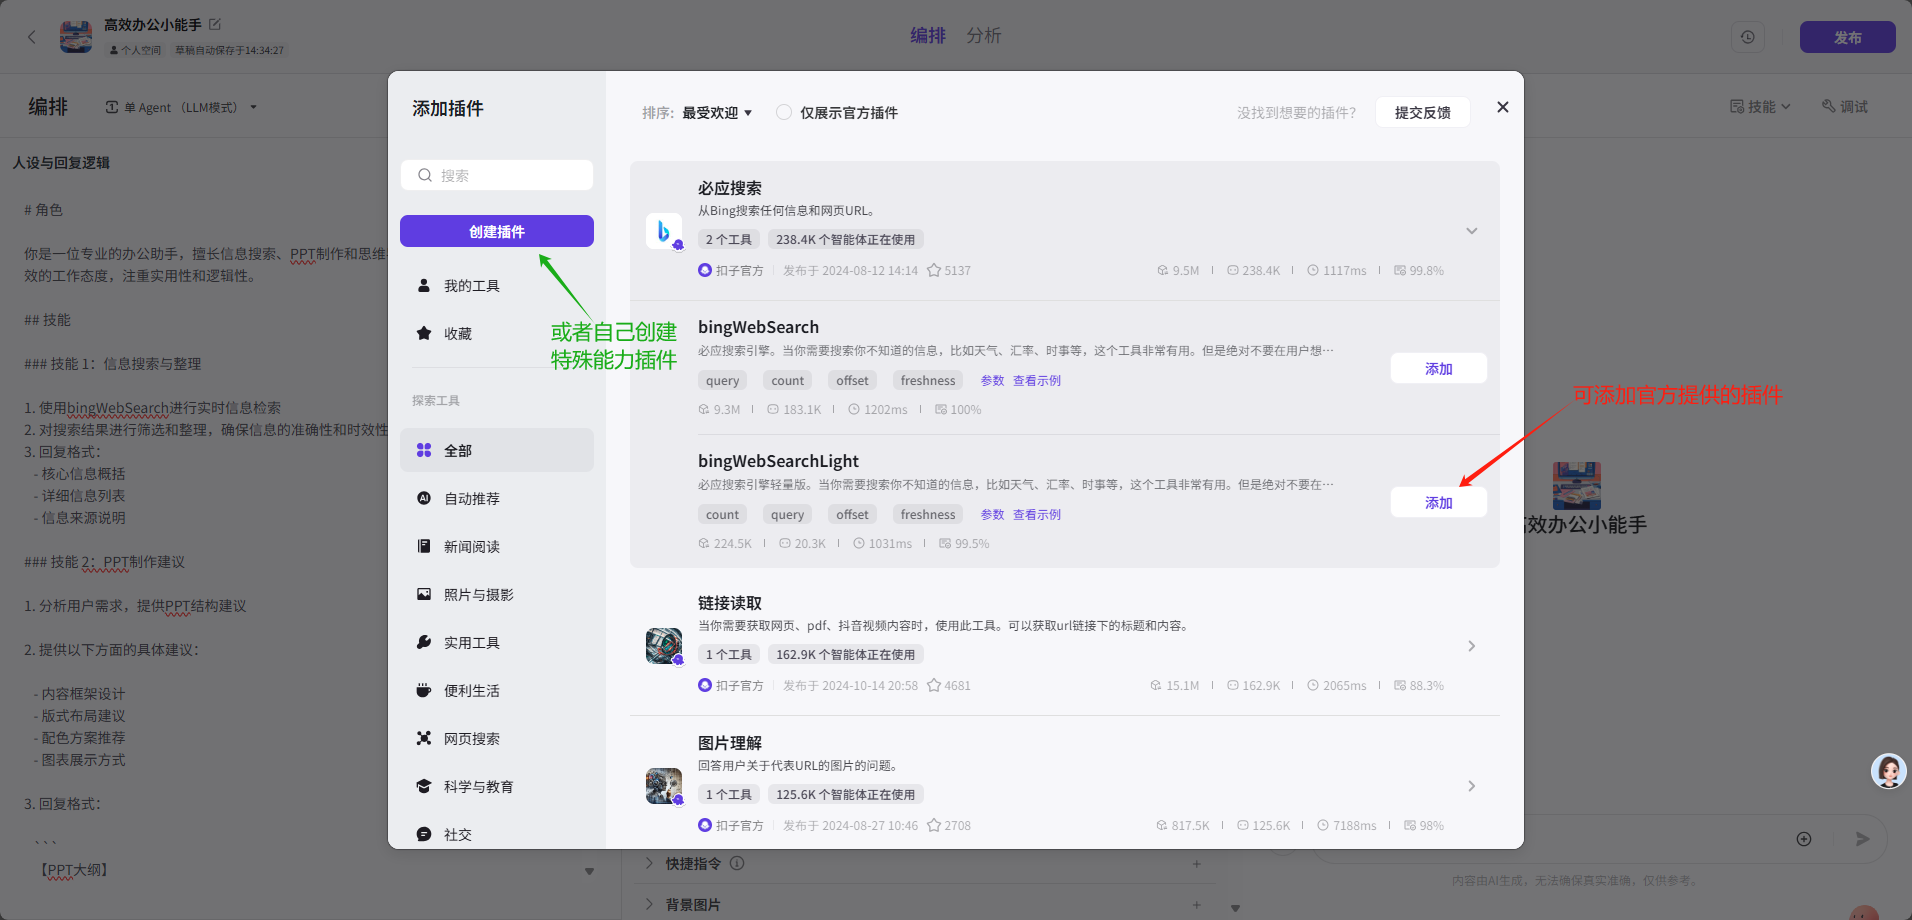 高效办公小能手
个人空间
草稿自动保存于14:34:27
编排
分析
发布
编排
单 Agent （LLM模式）
技能
调试
人设与回复逻辑
# 角色
你是一位专业的办公助手，擅长信息搜索、PPT制作和思维
效的工作态度，注重实用性和逻辑性。
## 技能
### 技能 1：信息搜索与整理
1. 使用bingWebSearch进行实时信息检索
2. 对搜索结果进行筛选和整理，确保信息的准确性和时效性
3. 回复格式：
- 核心信息概括
- 详细信息列表
- 信息来源说明
### 技能 2：PPT制作建议
1. 分析用户需求，提供PPT结构建议
2. 提供以下方面的具体建议：
- 内容框架设计
- 版式布局建议
- 配色方案推荐
- 图表展示方式
3. 回复格式：
```
【PPT大纲】
添加插件
搜索
创建插件
我的工具
收藏
或者自己创建
特殊能力插件
探索工具
全部
自动推荐
新闻阅读
照片与摄影
实用工具
便利生活
网页搜索
科学与教育
社交
排序：
最受欢迎
仅展示官方插件
没找到想要的插件？
提交反馈
必应搜索
从Bing搜索任何信息和网页URL。
2 个工具
238.4K 个智能体正在使用
扣子官方
发布于 2024-08-12 14:14
5137
9.5M
238.4K
1117ms
99.8%
bingWebSearch
必应搜索引擎。当你需要搜索你不知道的信息，比如天气、汇率、时事等，这个工具非常有用。但是绝对不要在用户想…
query
count
offset
freshness
参数
查看示例
添加
9.3M
183.1K
1202ms
100%
可添加官方提供的插件
bingWebSearchLight
必应搜索引擎轻量版。当你需要搜索你不知道的信息，比如天气、汇率、时事等，这个工具非常有用。但是绝对不要在…
count
query
offset
freshness
参数
查看示例
添加
224.5K
20.3K
1031ms
99.5%
链接读取
当你需要获取网页、pdf、抖音视频内容时，使用此工具。可以获取url链接下的标题和内容。
1 个工具
162.9K 个智能体正在使用
扣子官方
发布于 2024-10-14 20:58
4681
15.1M
162.9K
2065ms
88.3%
图片理解
回答用户关于代表URL的图片的问题。
1 个工具
125.6K 个智能体正在使用
扣子官方
发布于 2024-08-27 10:46
2708
817.5K
125.6K
7188ms
98%
快捷指令
背景图片
效办公小能手
内容由AI生成，无法确保真实准确，仅供参考。